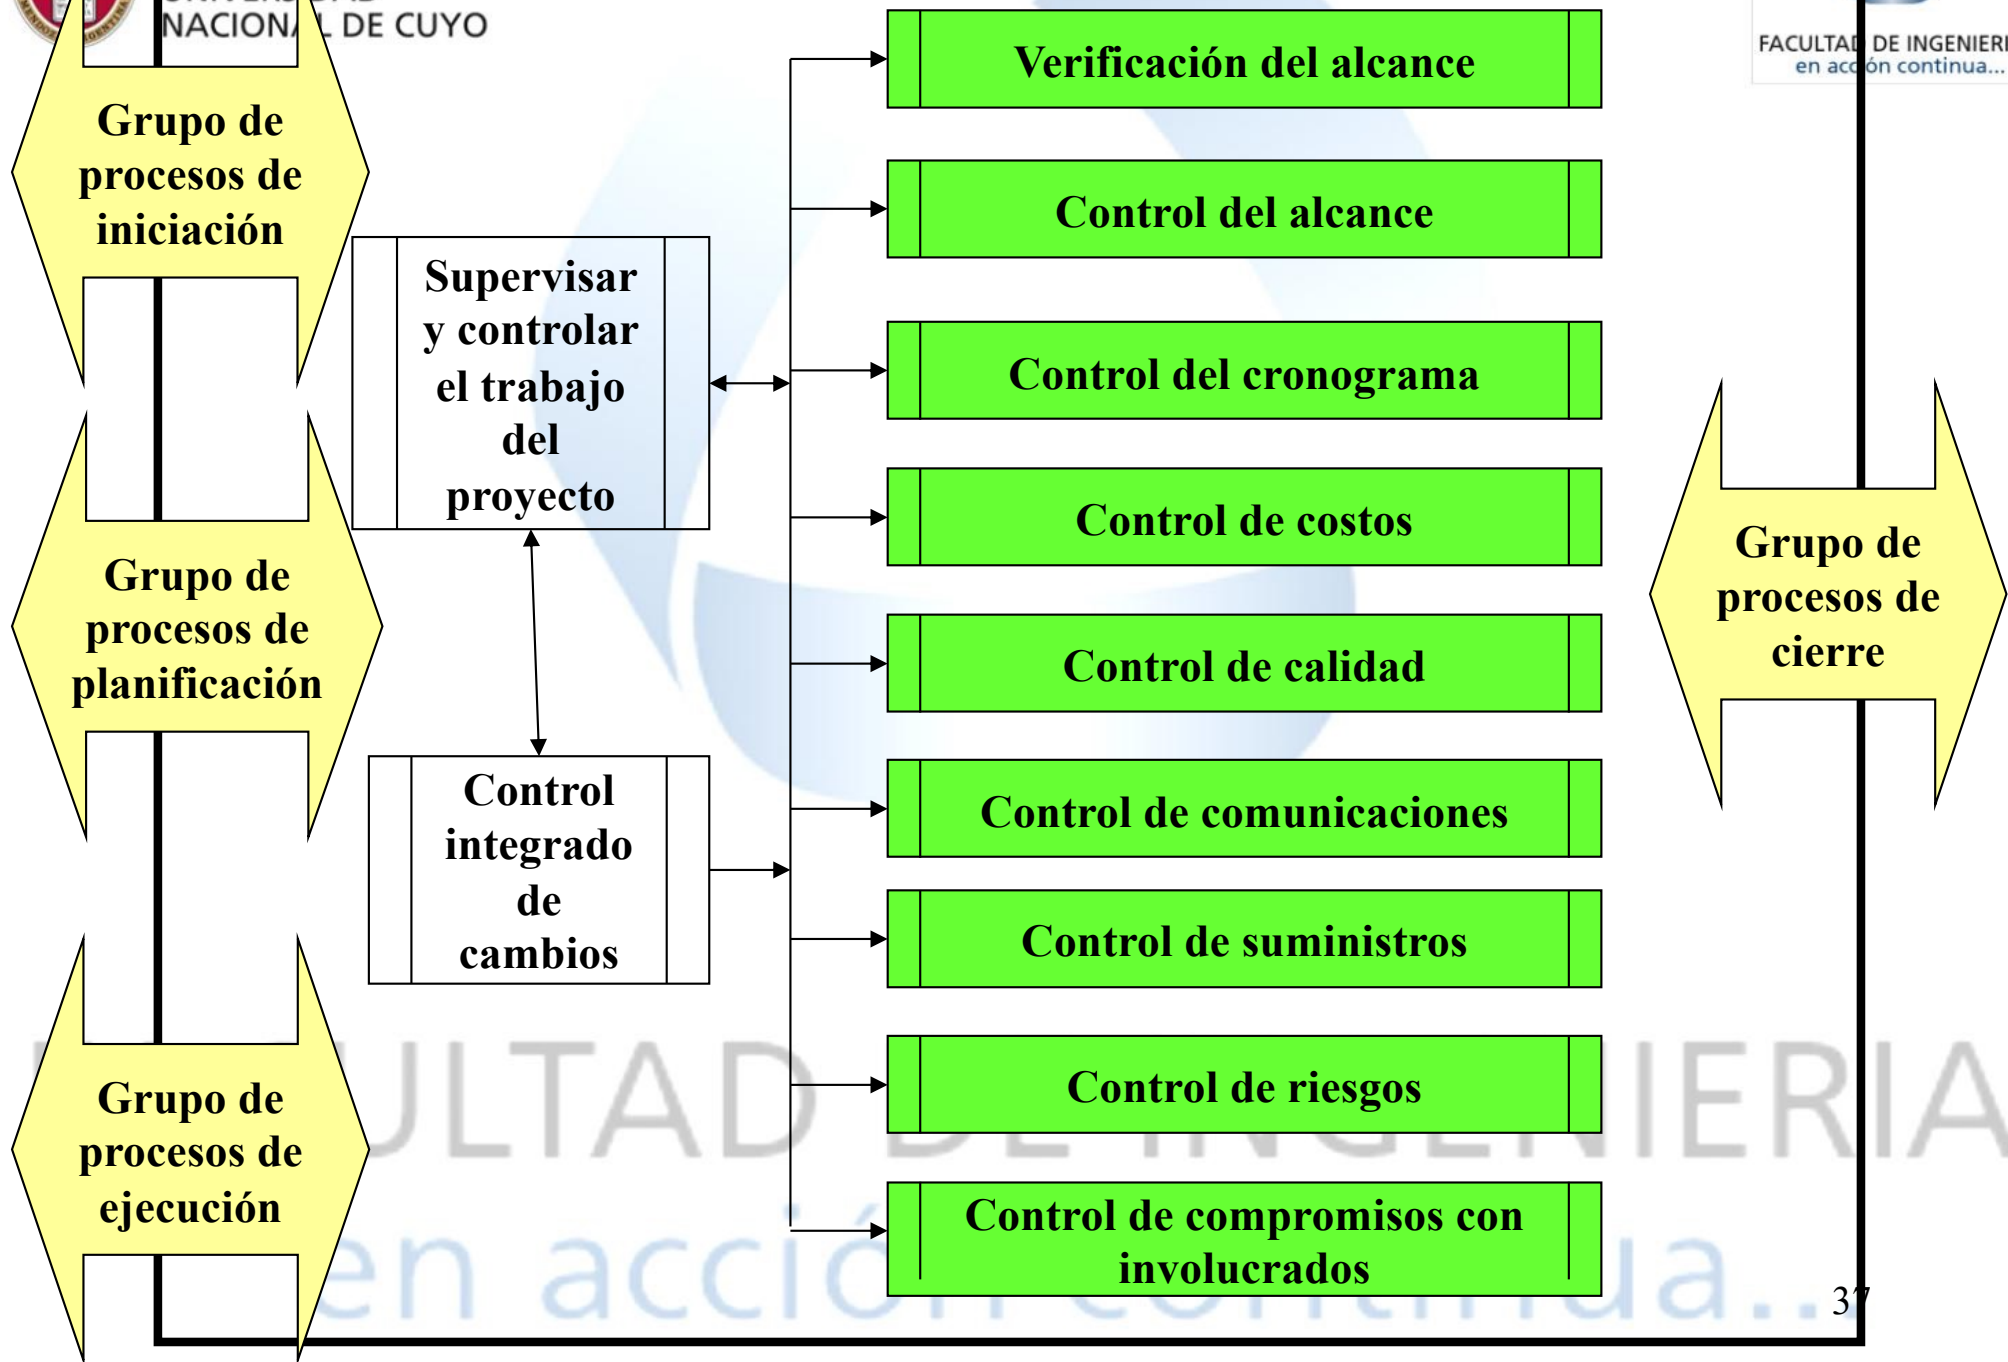 NACIONAL DE CUYO
FACULTAD DE INGENIERI
en acción continua...
Grupo de
procesos de
iniciación
Grupo de
procesos de
planificación
Grupo de
procesos de
ejecución
Supervisar
y controlar
el trabajo
del
proyecto
Control
integrado
de
cambios
Verificación del alcance
Control del alcance
Control del cronograma
Control de costos
Control de calidad
Control de comunicaciones
Control de suministros
Control de riesgos
Control de compromisos con
involucrados
Grupo de
procesos de
cierre
FACULTAD DE INGENIERIA
en acción continua...
37